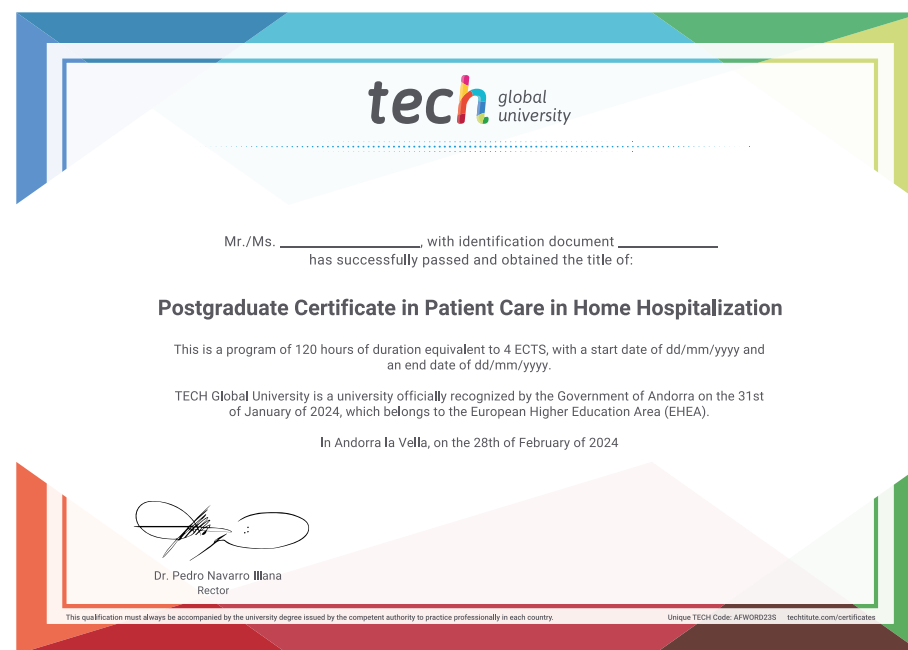 tech global
university
Mr./Ms. ____________________, with identification document ______________
has successfully passed and obtained the title of:
Postgraduate Certificate in Patient Care in Home Hospitalization
This is a program of 120 hours of duration equivalent to 4 ECTS, with a start date of dd/mm/yyyy and
an end date of dd/mm/yyyy.
TECH Global University is a university officially recognized by the Government of Andorra on the 31st
of January of 2024, which belongs to the European Higher Education Area (EHEA).
In Andorra la Vella, on the 28th of February of 2024
Dr. Pedro Navarro Illana
Rector
This qualification must always be accompanied by the university degree issued by the competent authority to practice professionally in each country. Unique TECH Code: AFWORD23S techtitute.com/certificates